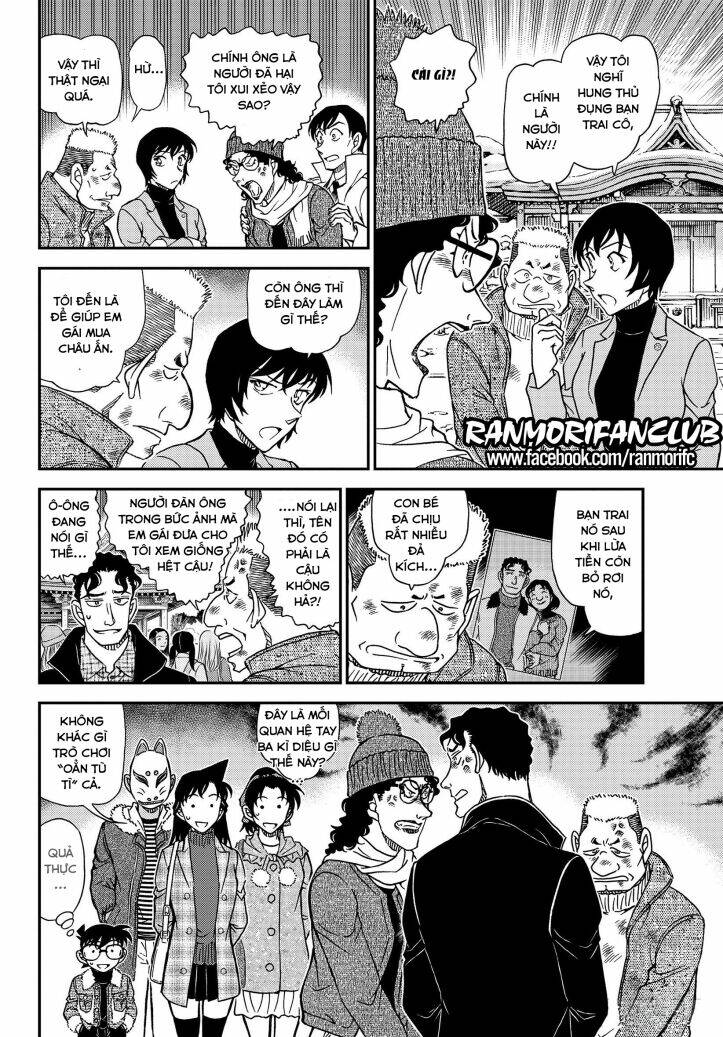 VẬY TÔI
NGHĨ
HUNG THỦ
ĐỤNG BẠN
TRAI CÔ,
CHÍNH
LÀ NGƯỜI
NÀY!!
CÁI GÌ?!
CHÍNH ÔNG LÀ
NGƯỜI ĐÃ HẠI
TÔI XUI XẺO VẬY
SAO?
HỪ...
VẬY THÌ
THẬT NGẠI
QUÁ.
CÒN ÔNG THÌ
ĐẾN ĐÂY LÀM
GÌ THẾ?
TÔI ĐẾN LÀ
ĐỂ GIÚP EM
GÁI MUA
CHÂU ẤN.
RANMORIFANCLUB
www.facebook.com/ranmorifc
BẠN TRAI
NÓ SAU
KHI LỪA
TIỀN CÒN
BỎ RƠI
NÓ,
CON BÉ
ĐÃ CHỊU
RẤT NHIỀU
ĐẢ
KÍCH...
....NÓI LẠI
THÌ, TÊN
ĐÓ CÓ
PHẢI LÀ
CẬU
KHÔNG
HẢ?!
NGƯỜI ĐÀN ÔNG
TRONG BỨC ẢNH MÀ
EM GÁI ĐƯA CHO
TÔI XEM GIỐNG
HỆT CẬU!
Ô-ÔNG
ĐANG
NÓI GÌ
THẾ...
ĐÂY LÀ MỐI
QUAN HỆ TAY
BA KÌ DIỆU GÌ
THẾ NÀY?
KHÔNG
KHÁC GÌ
TRÒ CHƠI
"OẲN TÙ
TÌ" CẢ.
QUẢ
THỰC
...